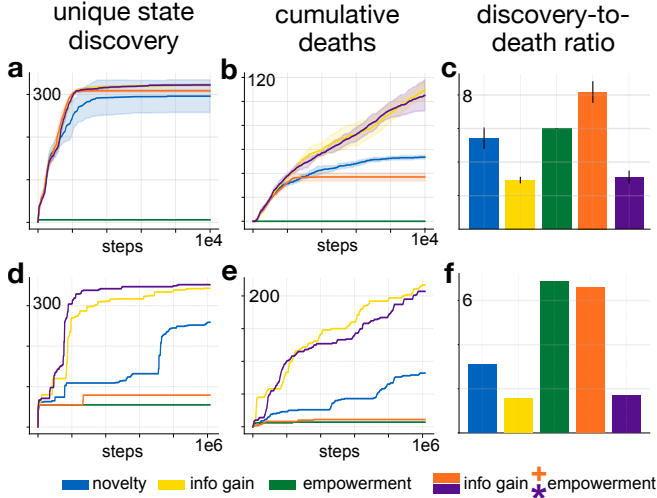 unique state
discovery
cumulative
deaths
discovery-to-
death ratio
a
300
steps
1e4
b
120
steps
1e4
c
8
d
300
steps
1e6
e
200
steps
1e6
f
6
novelty
info gain
empowerment
info gain + * empowerment